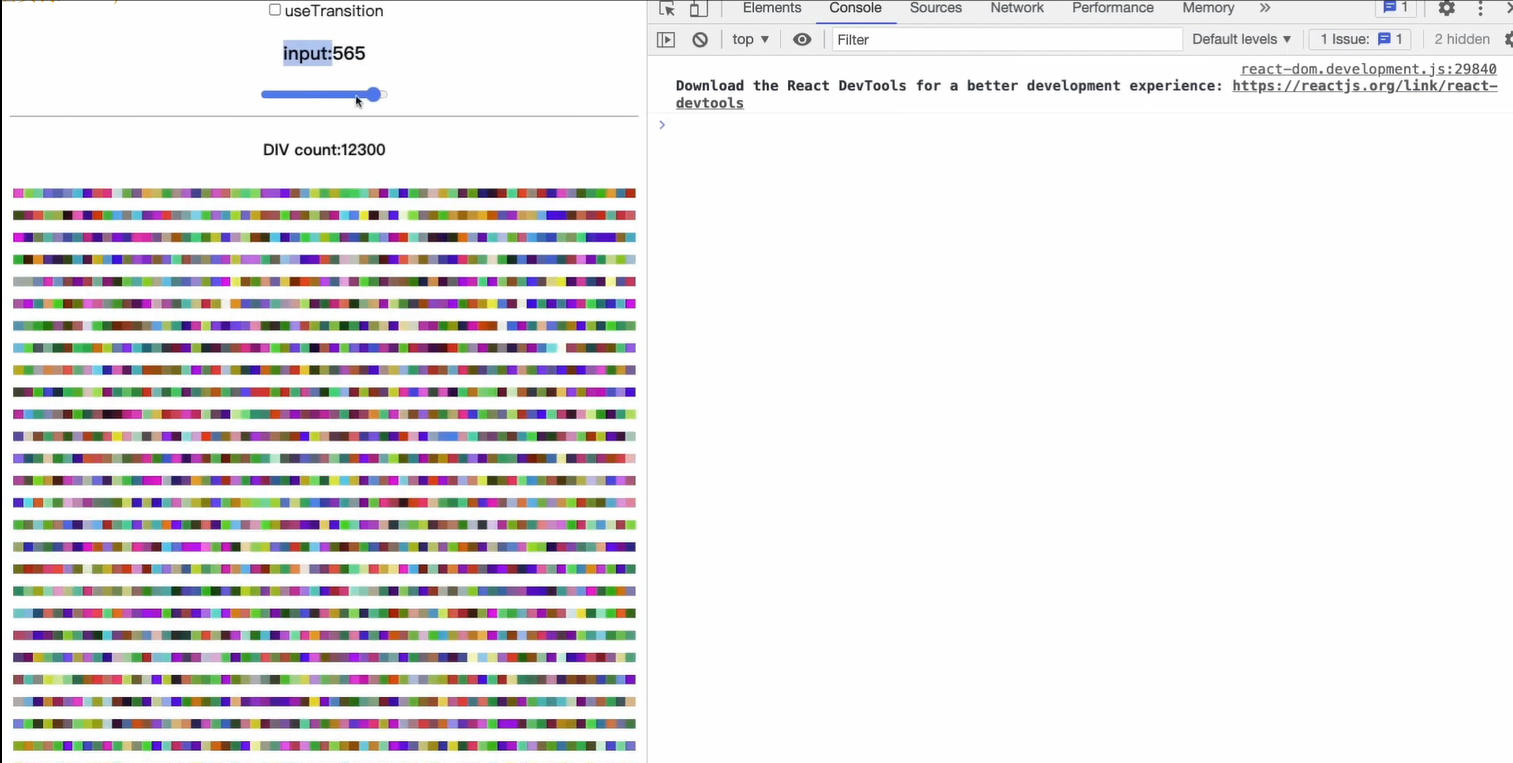 useTransition
input:565
DIV count:12300
Elements Console Sources Network Performance Memory » 1
top ▼ Filter Default levels ▼ 1 Issue: 1 2 hidden
react-dom.development.js:29840
Download the React DevTools for a better development experience: https://reactjs.org/link/react-
devtools